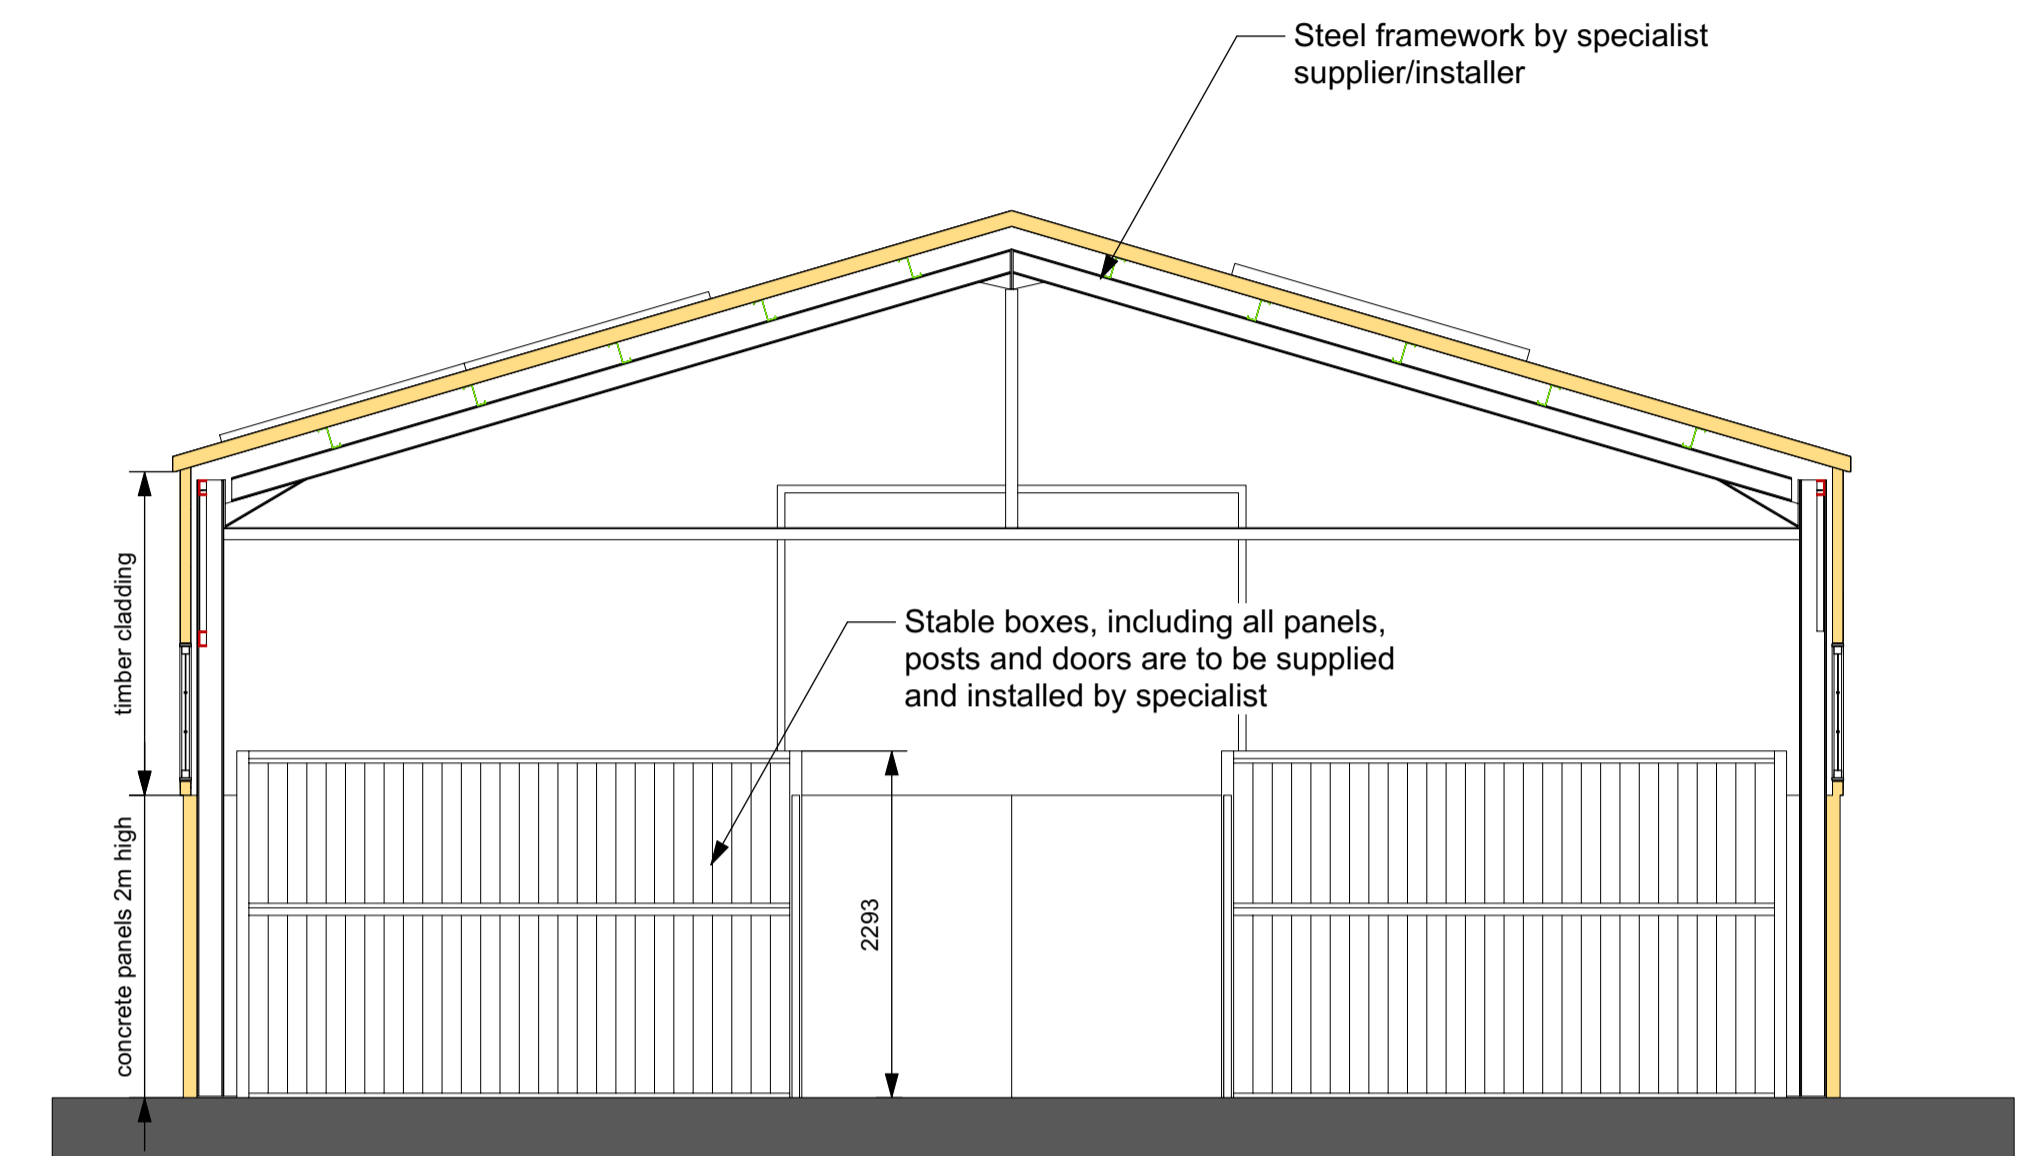 Steel framework by specialist
supplier/installer
timber cladding
Stable boxes, including all panels,
posts and doors are to be supplied
and installed by specialist
concrete panels 2m high
2293